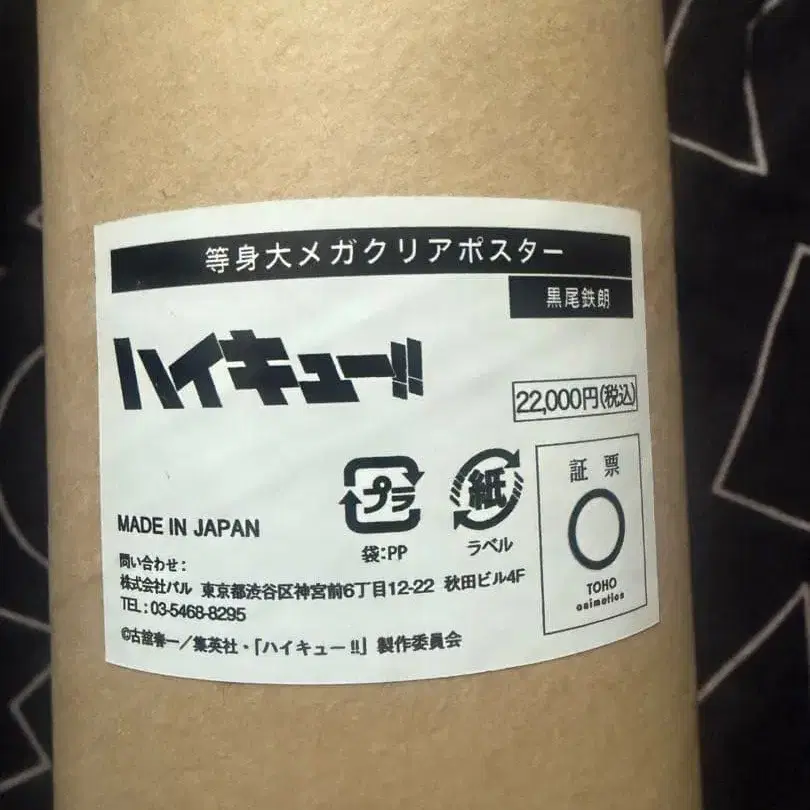 等身大メガクリアポスター
黒尾鉄朗
ハイキュー!!
22,000円(税込)
プラ
袋:PP
紙
ラベル
証票
TOHO
animation
MADE IN JAPAN
問い合わせ:
株式会社パル 東京都渋谷区神宮前6丁目12-22 秋田ビル4F
TEL:03-5468-8295
©古舘春一/集英社・「ハイキュー!!」製作委員会